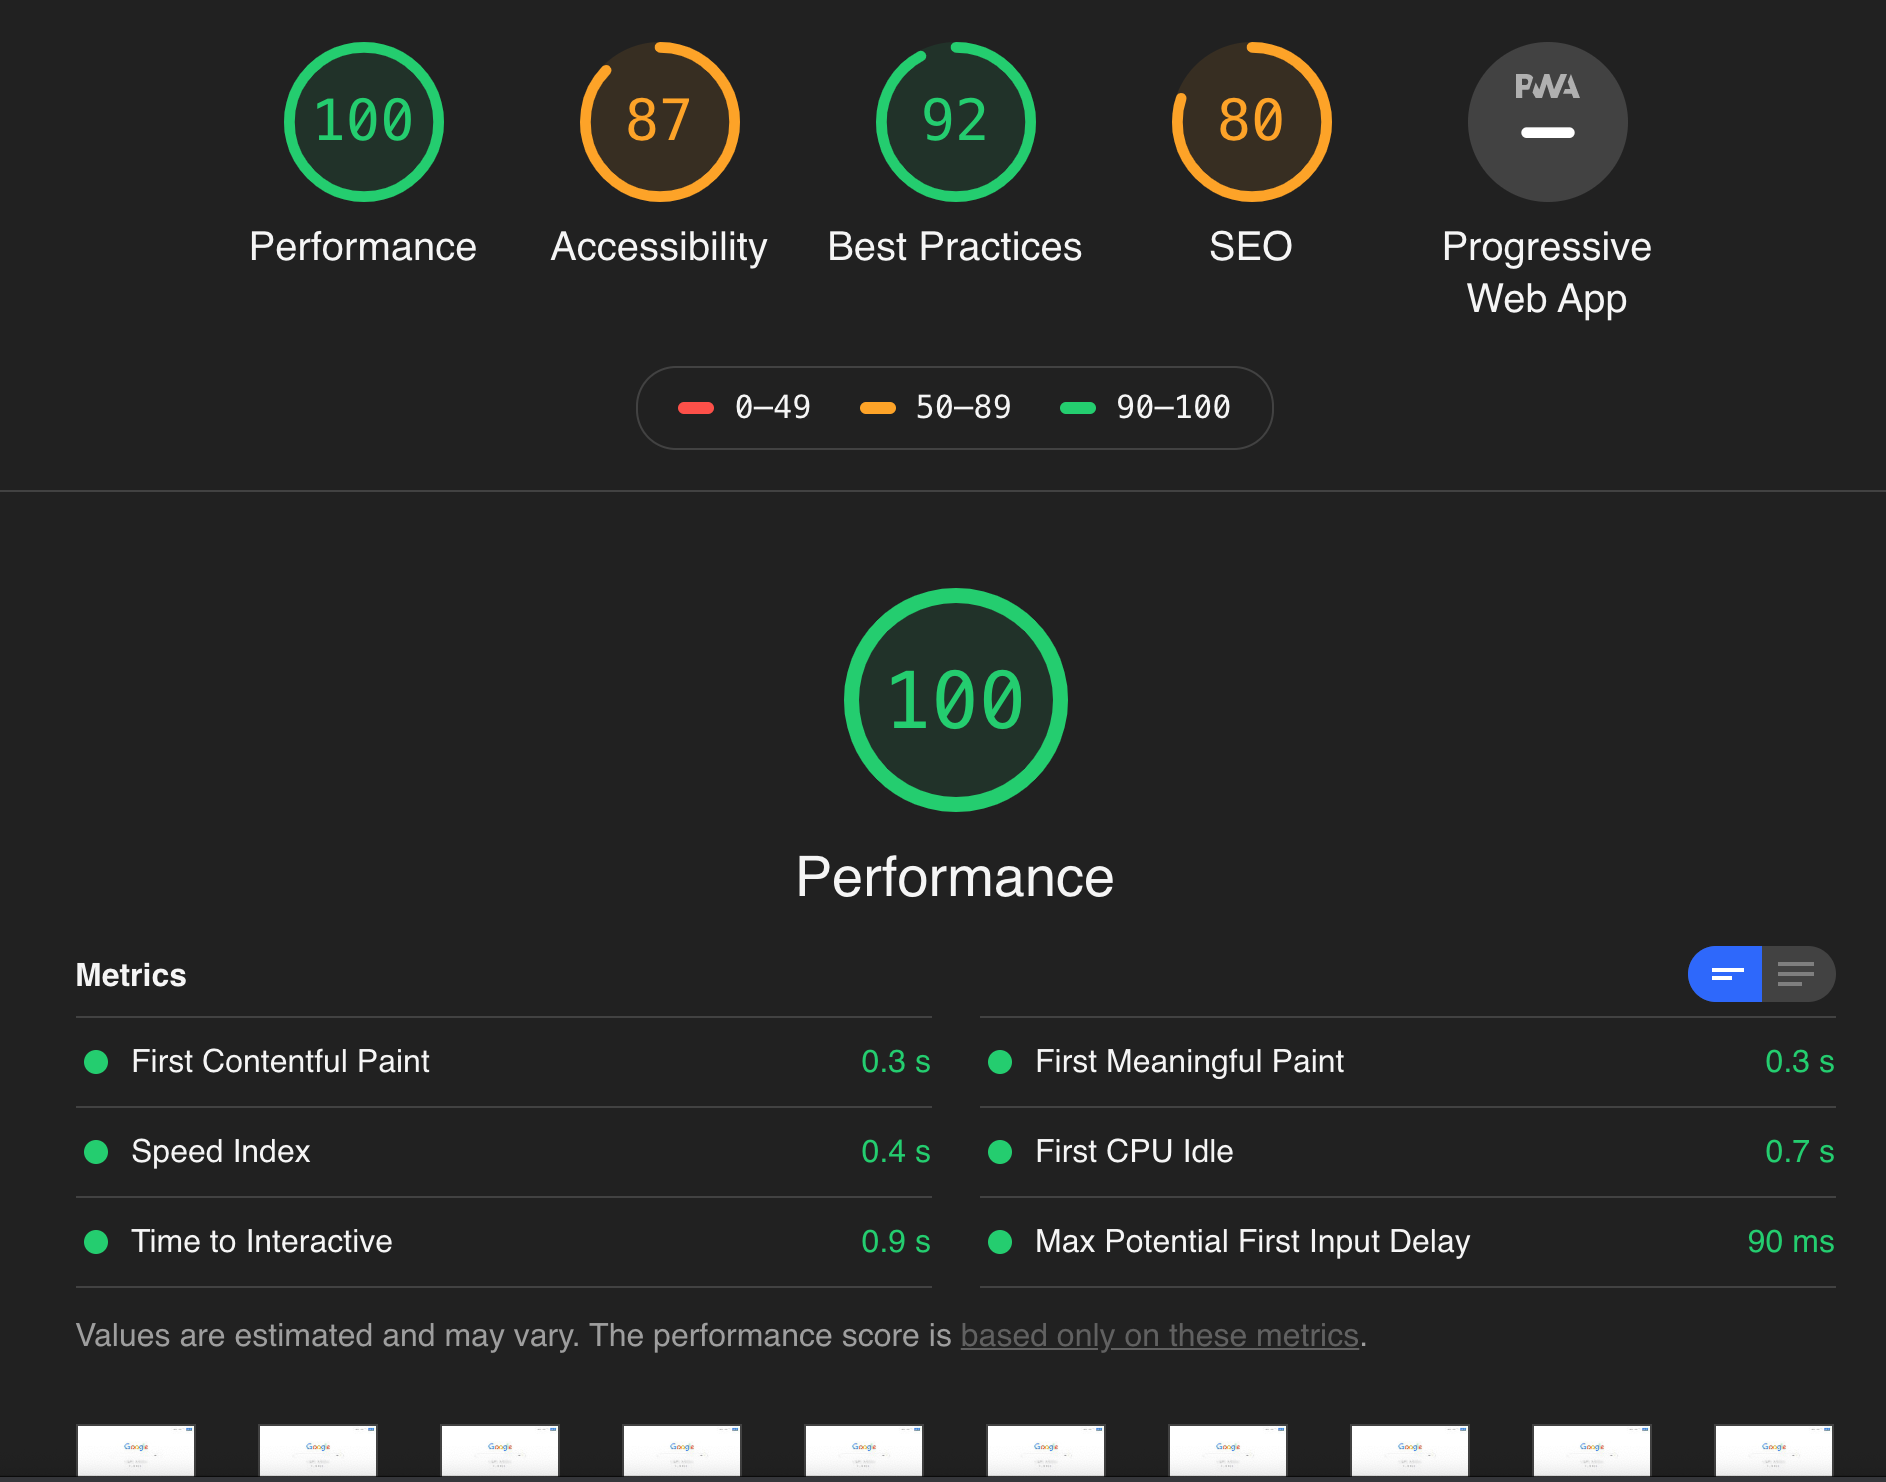 100 87 92 80 PWA
Performance Accessibility Best Practices SEO Progressive
Web App
0–49 50–89 90–100
100
Performance
Metrics
First Contentful Paint 0.3 s
First Meaningful Paint 0.3 s
Speed Index 0.4 s
First CPU Idle 0.7 s
Time to Interactive 0.9 s
Max Potential First Input Delay 90 ms
Values are estimated and may vary. The performance score is based only on these metrics.
Google Google Google Google Google Google Google Google Google Google